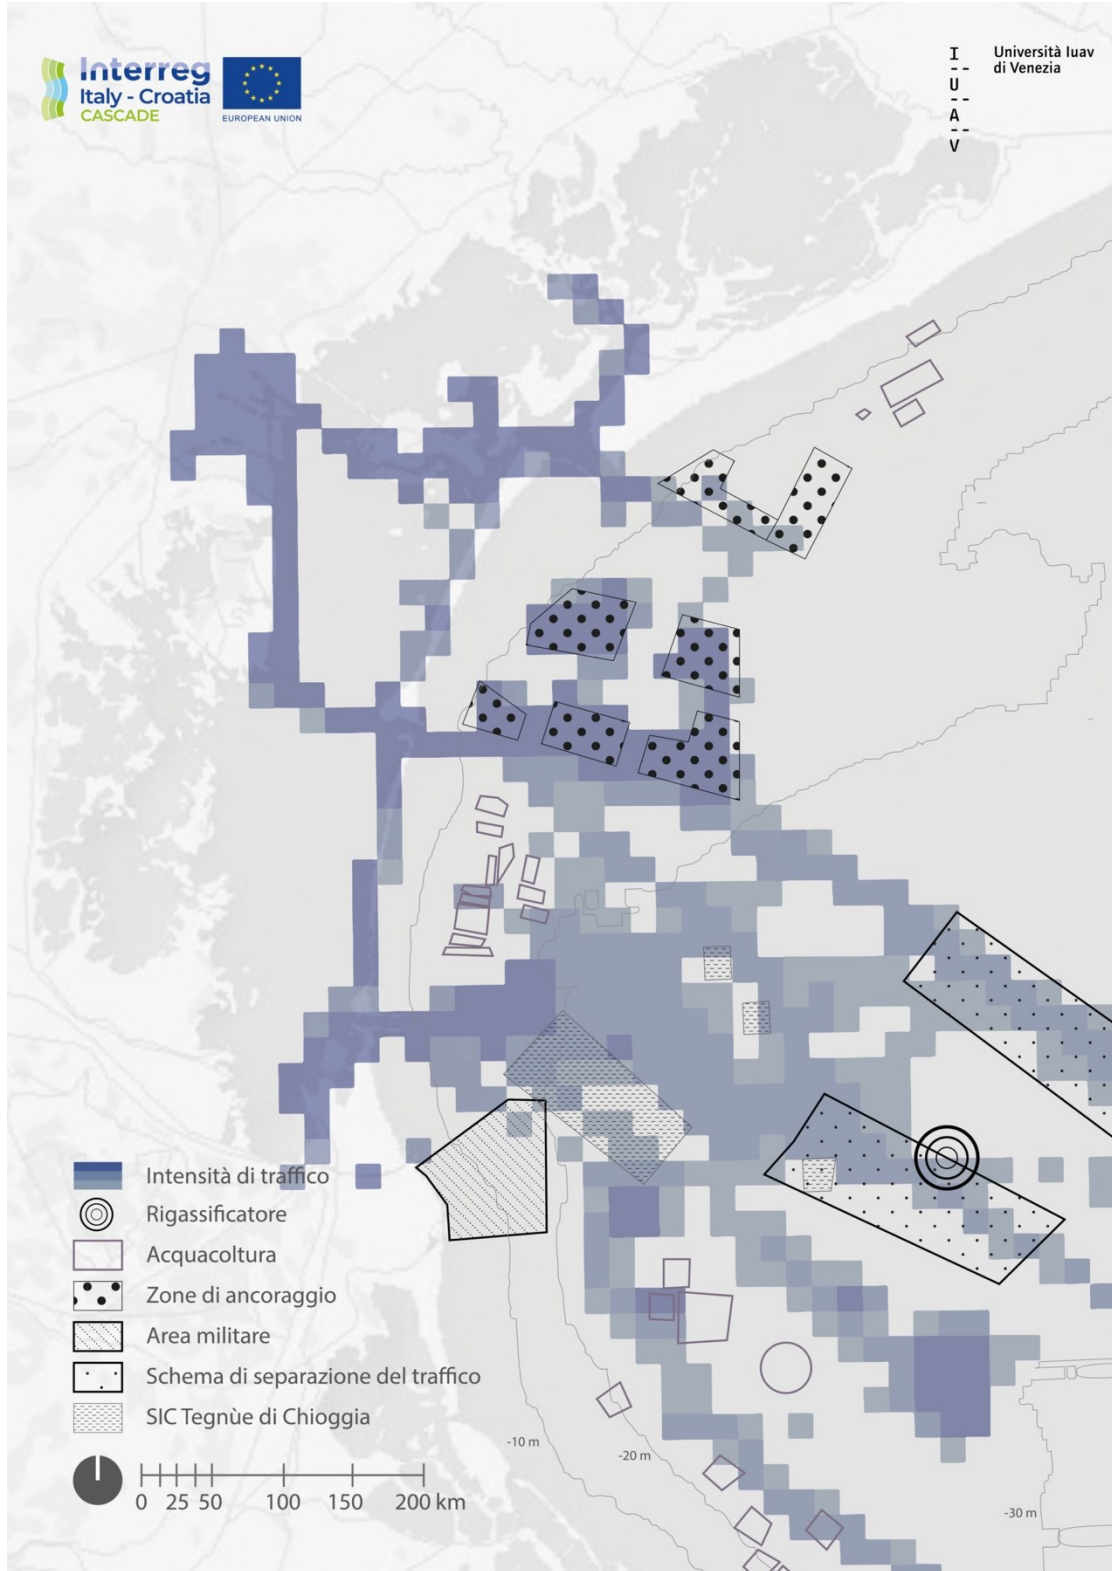 Interreg
Italy - Croatia
CASCADE
EUROPEAN UNION
I
--
U
--
A
--
V
Università Iuav
di Venezia
Intensità di traffico
Rigassificatore
Acquacoltura
Zone di ancoraggio
Area militare
Schema di separazione del traffico
SIC Tegnùe di Chioggia
0 25 50 100 150 200 km
-10 m
-20 m
-30 m